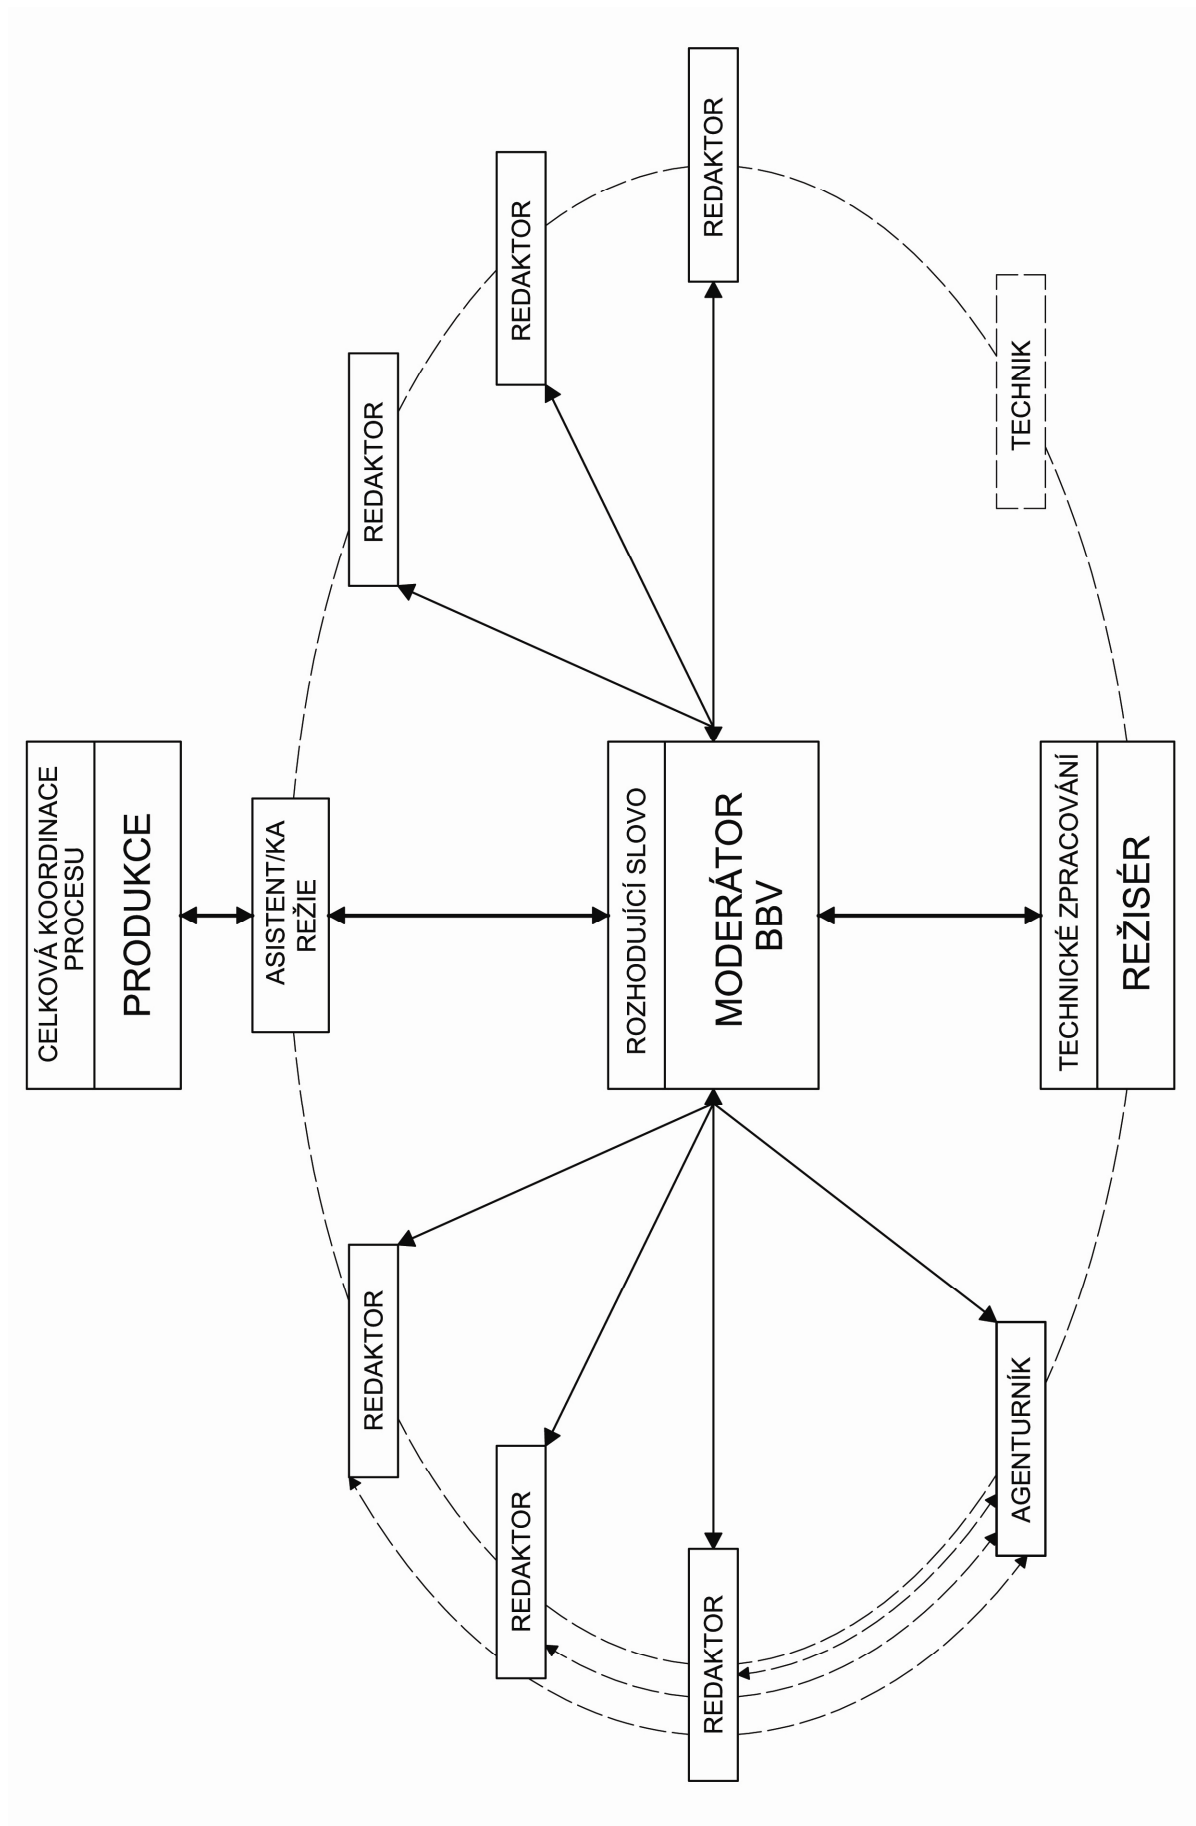 CELKOVÁ KOORDINACE
PROCESU
PRODUKCE
ASISTENT/KA
REŽIE
REDAKTOR
REDAKTOR
REDAKTOR
REDAKTOR
ROZHODUJÍCÍ SLOVO
REDAKTOR
MODERÁTOR
BBV
REDAKTOR
AGENTURNÍK
TECHNIK
TECHNICKÉ ZPRACOVÁNÍ
REŽISÉR